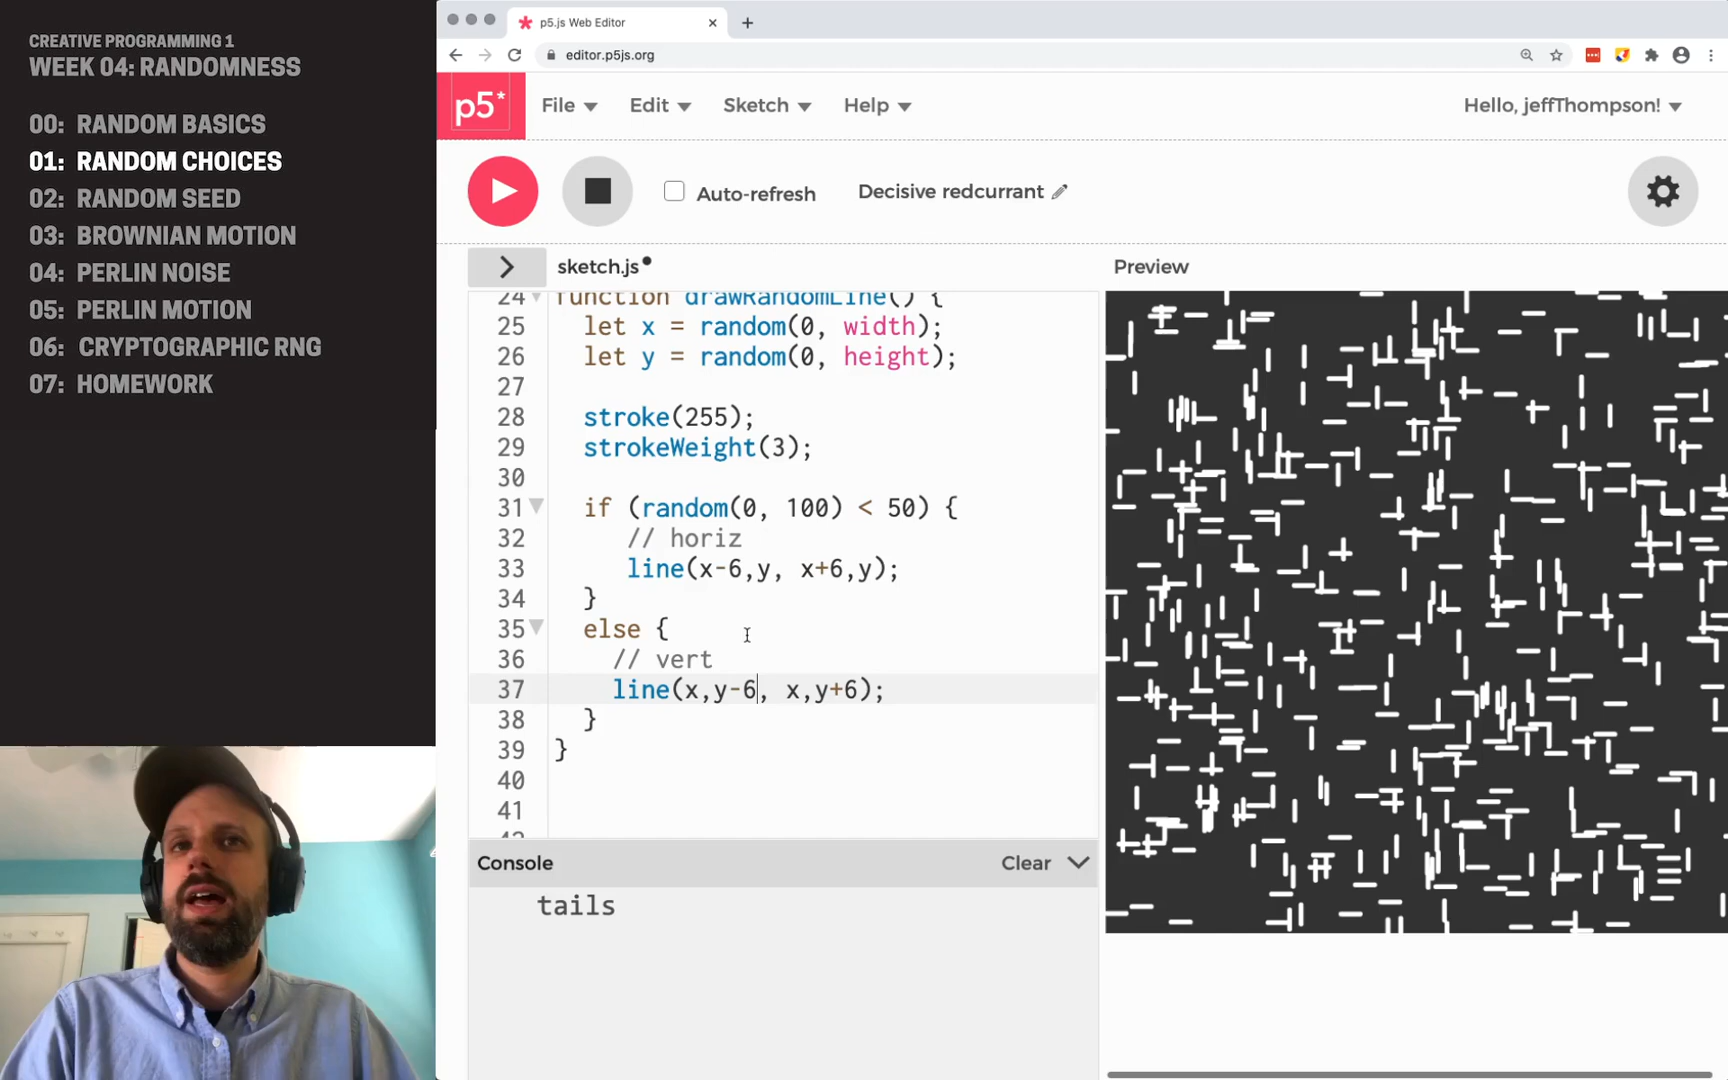 CREATIVE PROGRAMMING 1
WEEK 04: RANDOMNESS
00: RANDOM BASICS
01: RANDOM CHOICES
02: RANDOM SEED
03: BROWNIAN MOTION
04: PERLIN NOISE
05: PERLIN MOTION
06: CRYPTOGRAPHIC RNG
07: HOMEWORK
p5.js Web Editor
editor.p5js.org
p5* File Edit Sketch Help Hello, jeffThompson!
Auto-refresh Decisive redcurrant
sketch.js Preview
24 function drawRandomLine() {
25 let x = random(0, width);
26 let y = random(0, height);
27
28 stroke(255);
29 strokeWeight(3);
30
31 if (random(0, 100) < 50) {
32 // horiz
33 line(x-6,y, x+6,y);
34 }
35 else {
36 // vert
37 line(x,y-6, x,y+6);
38 }
39 }
40
41
42
Console Clear
tails